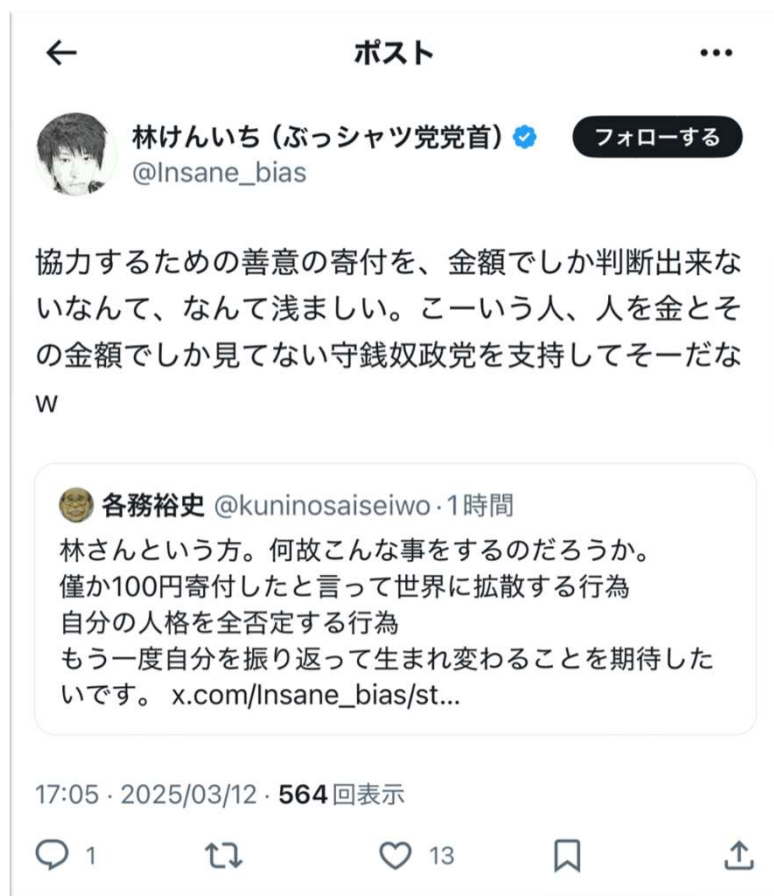 ポスト
林けんいち（ぶっシャツ党党首）
フォローする
@Insane_bias
協力するための善意の寄付を、金額でしか判断出来な
いなんて、なんて浅ましい。こーいう人、人を金とそ
の金額でしか見てない守銭奴政党を支持してそーだな
w
各務裕史 @kuninosaiseiwo·1時間
林さんという方。何故こんな事をするのだろうか。
僅か100円寄付したと言って世界に拡散する行為
自分の人格を全否定する行為
もう一度自分を振り返って生まれ変わることを期待した
いです。 x.com/Insane_bias/st...
17:05 · 2025/03/12 · 564回表示
1
13